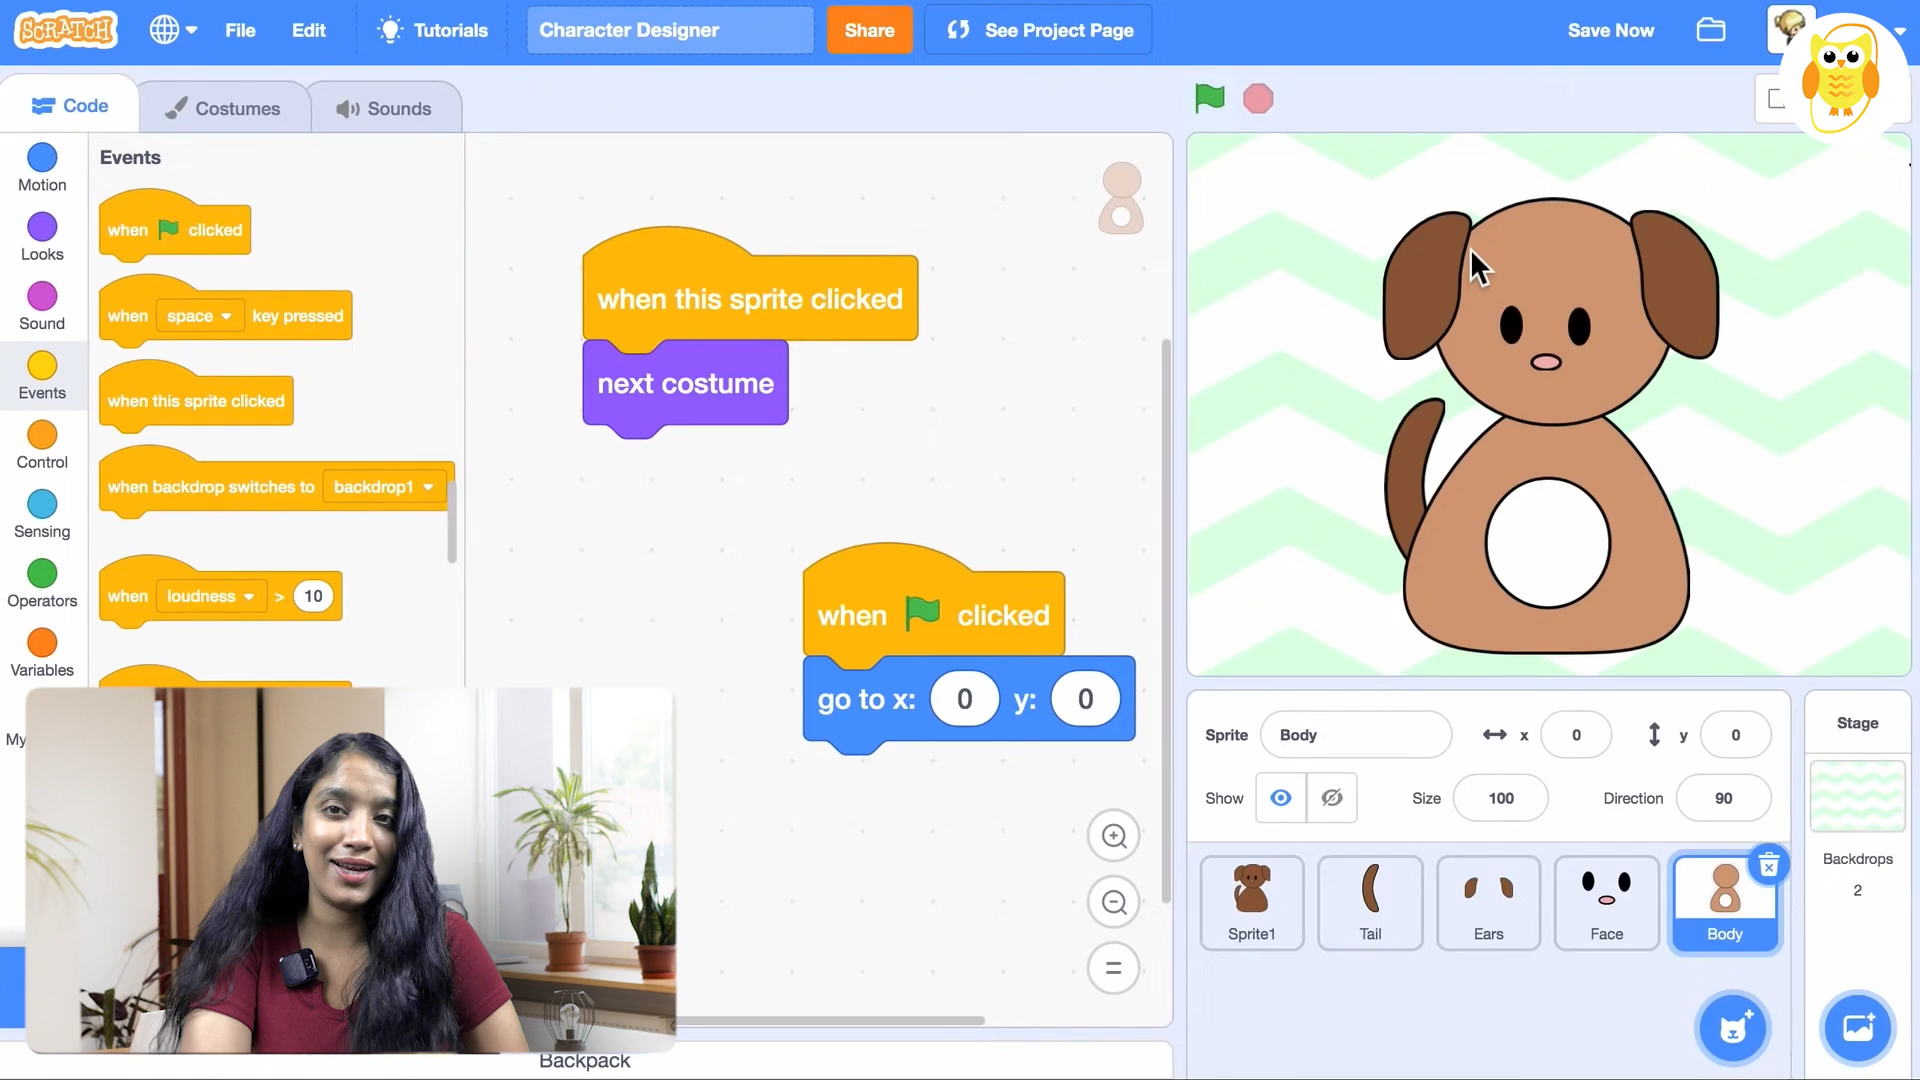 SCRATCH File Edit Tutorials Character Designer Share See Project Page Save Now
Code Costumes Sounds
Motion
Looks
Sound
Events
Control
Sensing
Operators
Variables
My
Events
when clicked
when space key pressed
when this sprite clicked
when backdrop switches to backdrop1
when loudness > 10
when this sprite clicked
next costume
when clicked
go to x: 0 y: 0
Backpack
Sprite Body x 0 y 0
Show Size 100 Direction 90
Sprite1 Tail Ears Face Body
Stage
Backdrops
2